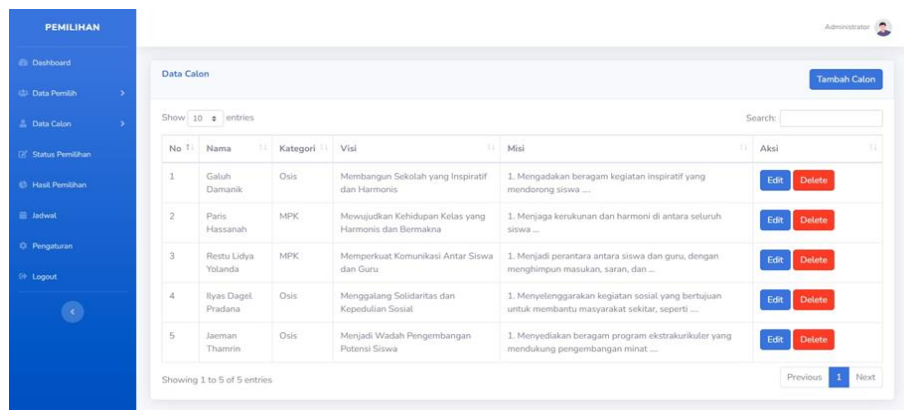 PEMILIHAN
Administrator
Dashboard
Data Pemilih
Data Calon
Status Pemilihan
Hasil Pemilihan
Jadwal
Pengaturan
Logout
Data Calon
Tambah Calon
Show 10 entries
Search:
No Nama Kategori Visi Misi Aksi
1 Galuh Osis Membangun Sekolah yang Inspiratif 1. Mengadakan beragam kegiatan inspiratif yang Edit Delete
Damanik dan Harmonis mendorong siswa ....
2 Paris MPK Mewujudkan Kehidupan Kelas yang 1. Menjaga kerukunan dan harmoni di antara seluruh Edit Delete
Hassanah Harmonis dan Bermakna siswa ...
3 Restu Lidya MPK Memperkuat Komunikasi Antar Siswa 1. Menjadi perantara antara siswa dan guru, dengan Edit Delete
Yolanda dan Guru menghimpun masukan, saran, dan ...
4 Ilyas Dagel Osis Menggalang Solidaritas dan 1. Menyelenggarakan kegiatan sosial yang bertujuan Edit Delete
Pradana Kepedulian Sosial untuk membantu masyarakat sekitar, seperti ....
5 Jaeman Osis Menjadi Wadah Pengembangan 1. Menyediakan beragam program ekstrakurikuler yang Edit Delete
Thamrin Potensi Siswa mendukung pengembangan minat ....
Showing 1 to 5 of 5 entries
Previous 1 Next